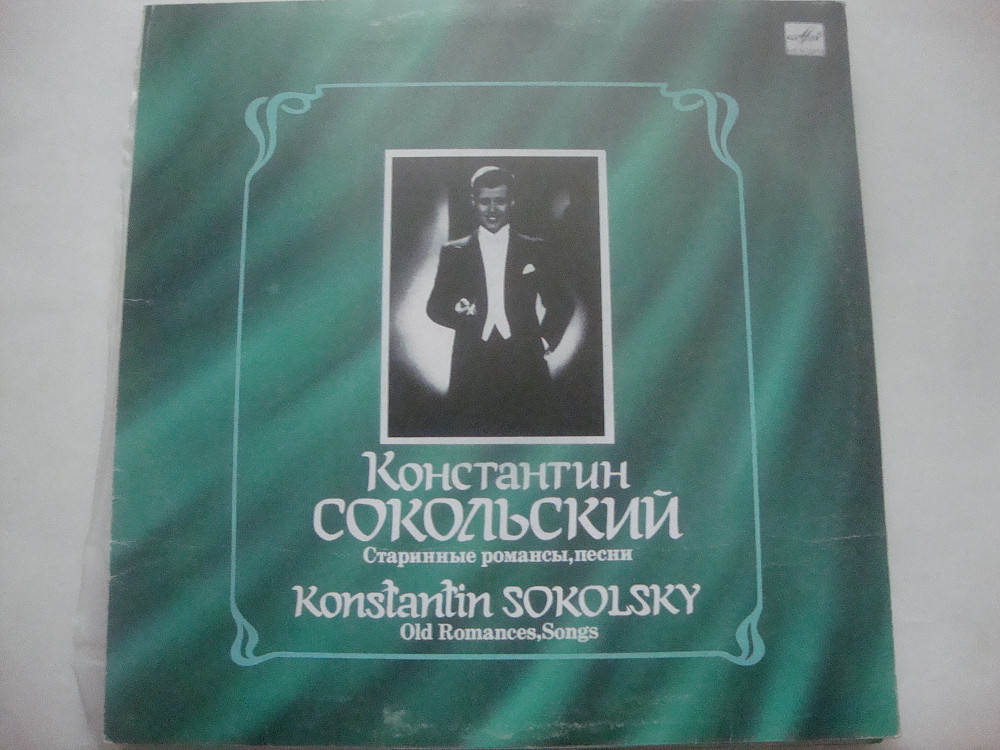 Константин
СОКОЛЬСКИЙ
Старинные романсы,песни
Konstantin SOKOLSKY
Old Romances,Songs